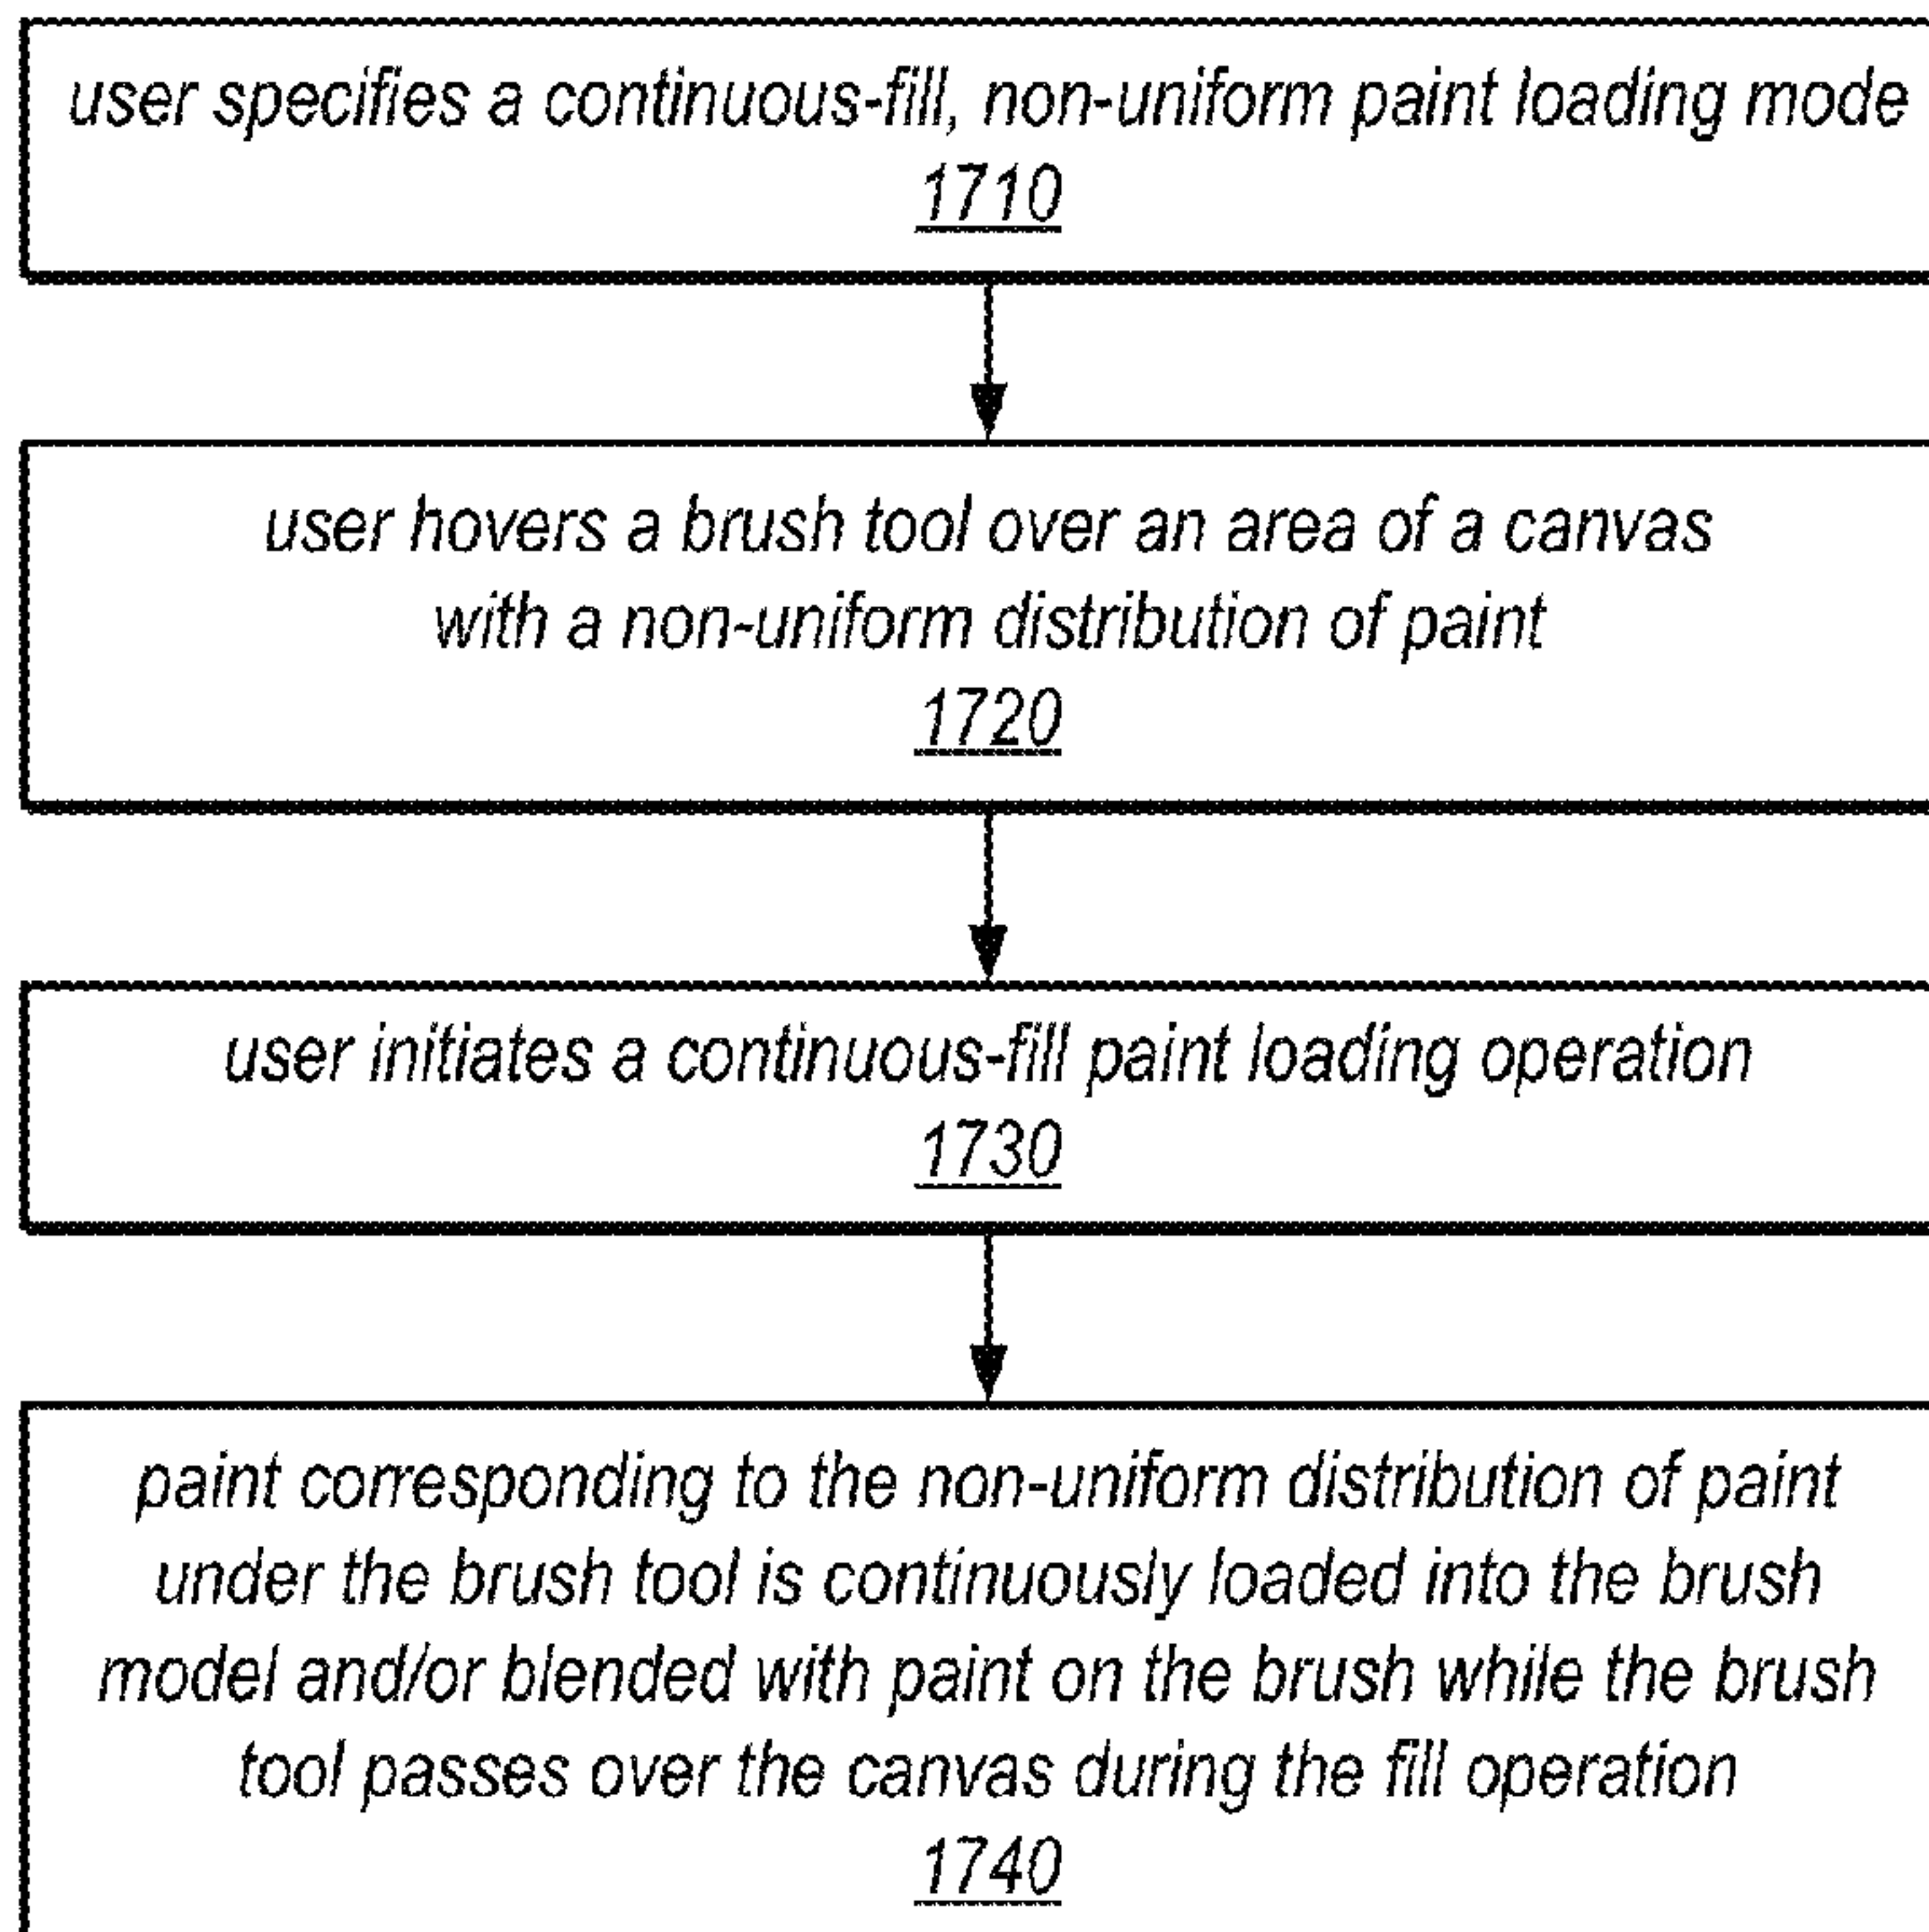 user specifies a continuous-fill, non-uniform paint loading mode
1710
user hovers a brush tool over an area of a canvas
with a non-uniform distribution of paint
1720
user initiates a continuous-fill paint loading operation
1730
paint corresponding to the non-uniform distribution of paint
under the brush tool is continuously loaded into the brush
model and/or blended with paint on the brush while the brush
tool passes over the canvas during the fill operation
1740